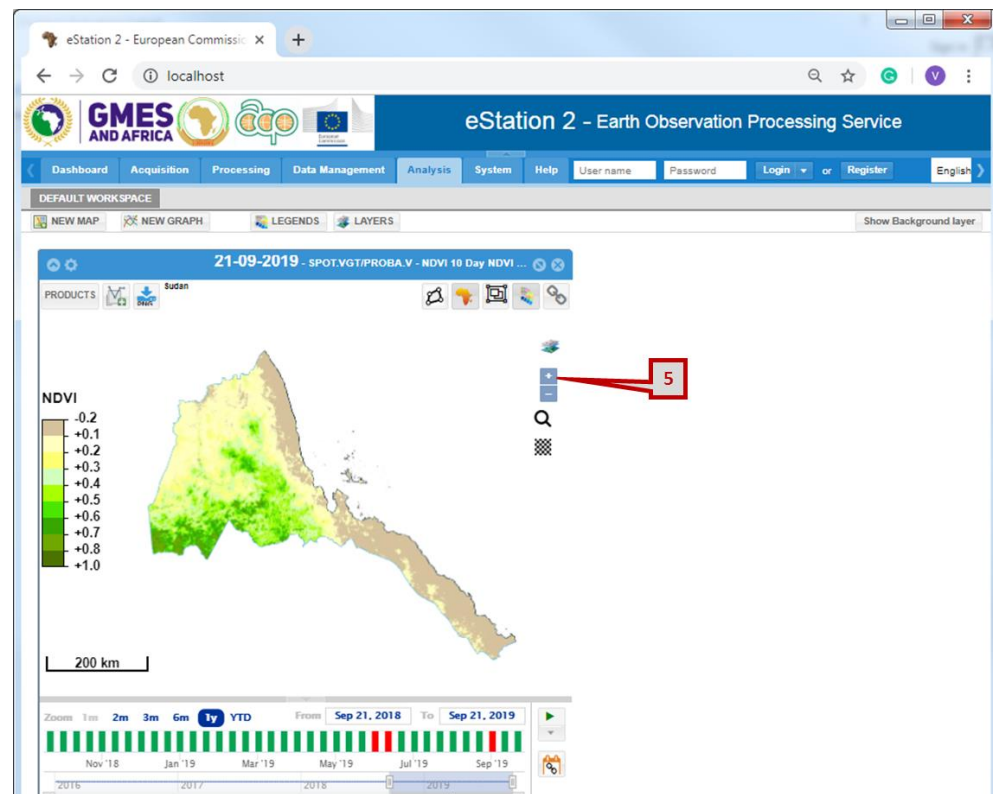 eStation 2 - European Commissic
localhost
V
GMES
AND AFRICA
acp
European
Commission
eStation 2 - Earth Observation Processing Service
Dashboard Acquisition Processing Data Management Analysis System Help User name Password Login or Register English
DEFAULT WORKSPACE
NEW MAP NEW GRAPH LEGENDS LAYERS Show Background layer
21-09-2019 - SPOT.VGT/PROBA.V - NDVI 10 Day NDVI ...
PRODUCTS Sudan
5
NDVI
-0.2
+0.1
+0.2
+0.3
+0.4
+0.5
+0.6
+0.7
+0.8
+1.0
200 km
Zoom 1m 2m 3m 6m 1y YTD From Sep 21, 2018 To Sep 21, 2019
Nov '18 Jan '19 Mar '19 May '19 Jul '19 Sep '19
2016 2017 2018 2019